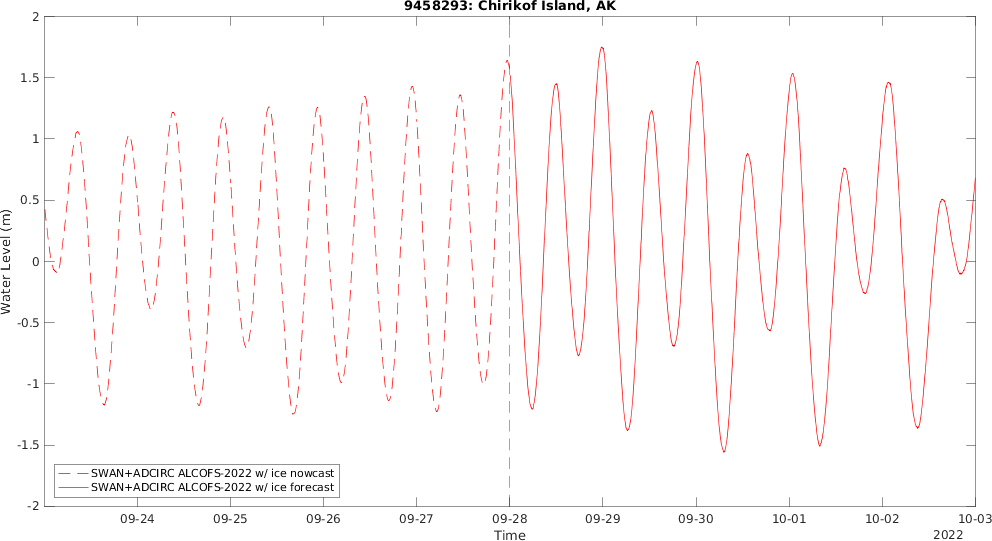 9458293: Chirikof Island, AK
2
1.5
1
0.5
0
-0.5
-1
-1.5
-2
Water Level (m)
SWAN+ADCIRC ALCOFS-2022 w/ ice nowcast
SWAN+ADCIRC ALCOFS-2022 w/ ice forecast
09-24 09-25 09-26 09-27 09-28 09-29 09-30 10-01 10-02 10-03
Time
2022